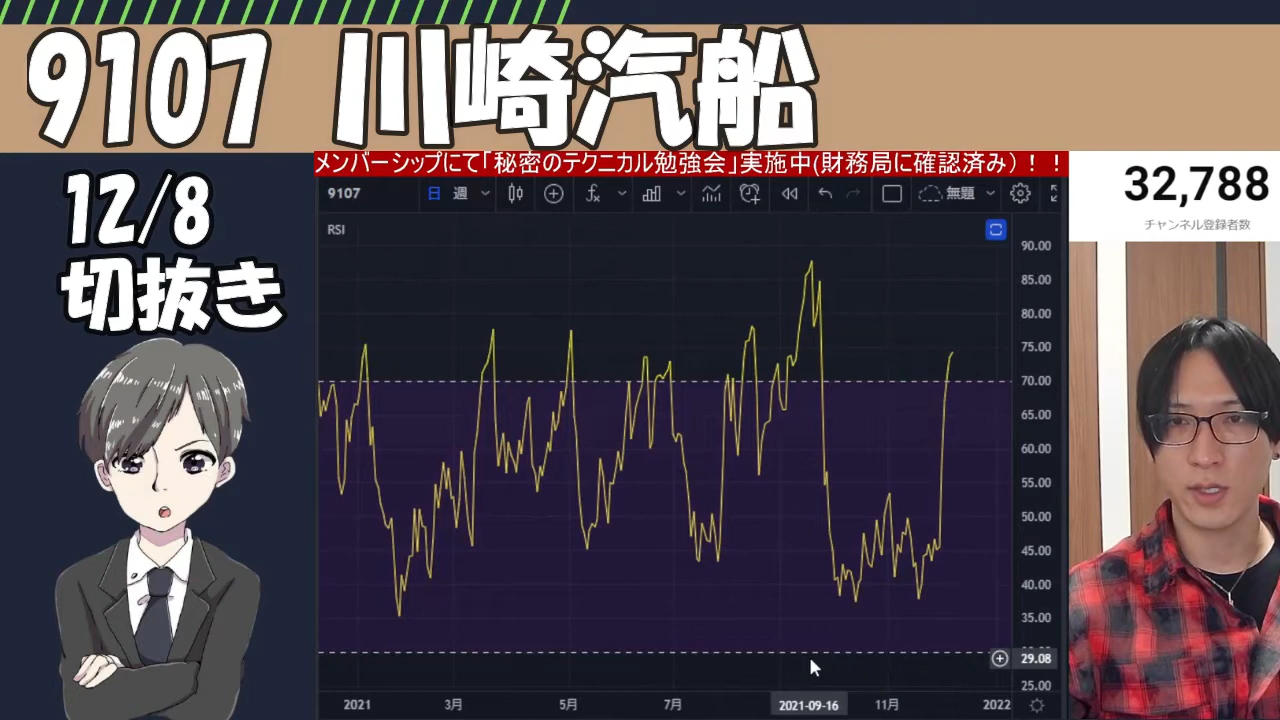 9107 川崎汽船
12/8
切抜き
メンバーシップにて「秘密のテクニカル勉強会」実施中(財務局に確認済み)！！
32,788
チャンネル登録者数
9107
日 週
無題
RSI
90.00
85.00
80.00
75.00
70.00
65.00
60.00
55.00
50.00
45.00
40.00
35.00
29.08
25.00
2021 3月 5月 7月 2021-09-16 11月 2022